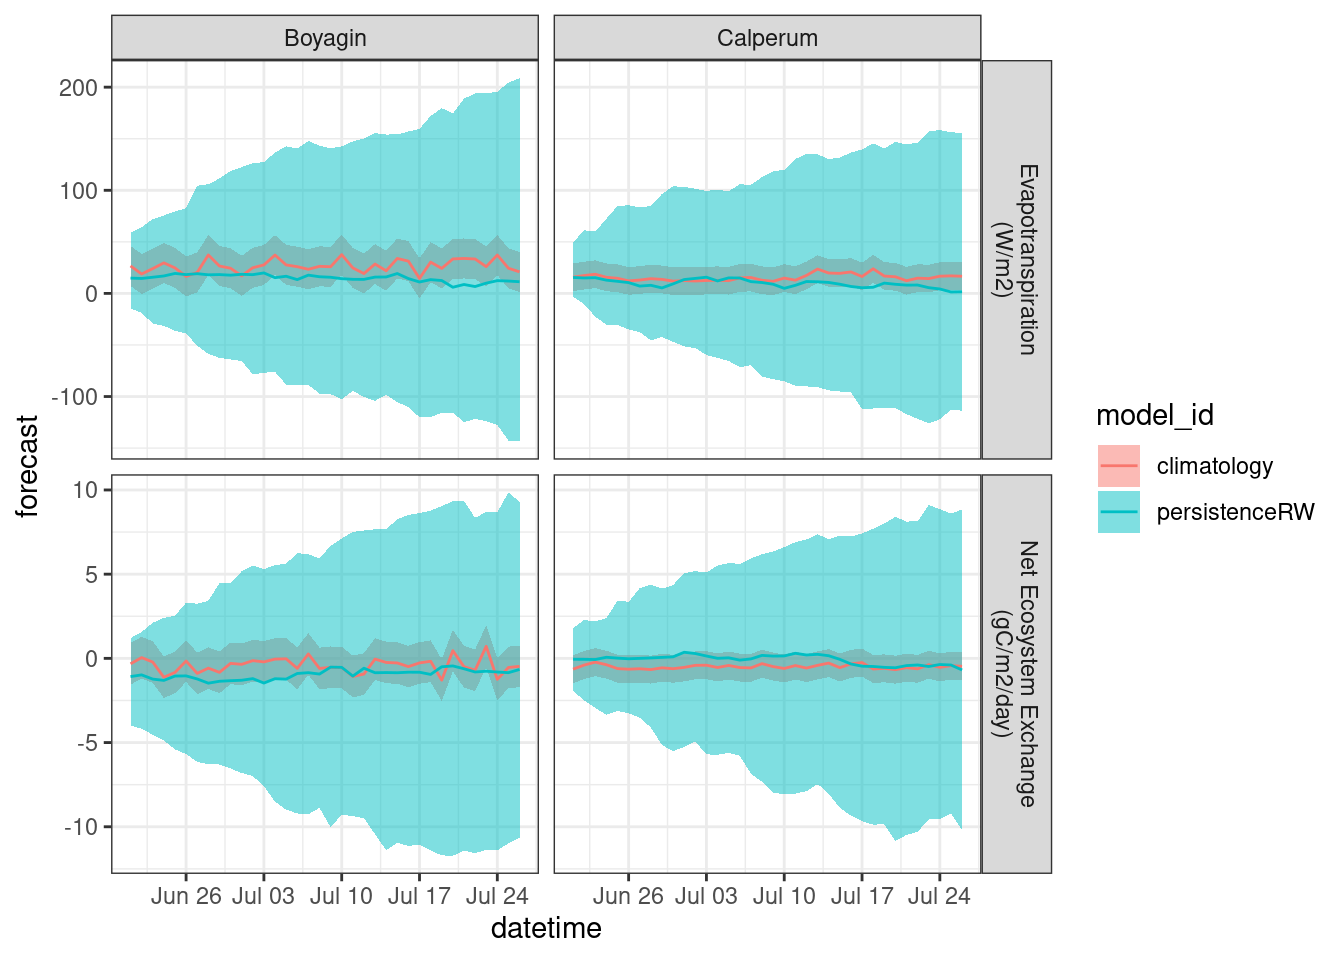 Boyagin
Calperum
200
100
0
-100
Evapotranspiration
(W/m2)
10
5
0
-5
-10
Net Ecosystem Exchange
(gC/m2/day)
forecast
Jun 26
Jul 03
Jul 10
Jul 17
Jul 24
Jun 26
Jul 03
Jul 10
Jul 17
Jul 24
datetime
model_id
climatology
persistenceRW